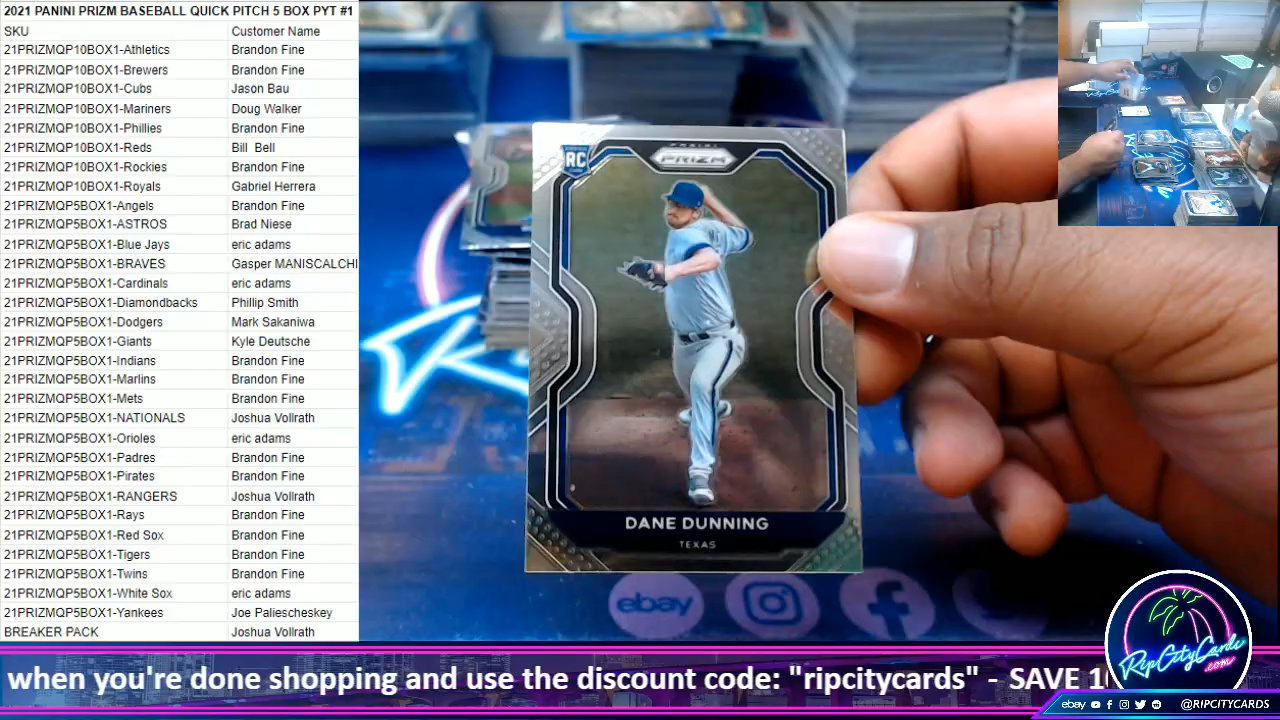 2021 PANINI PRIZM BASEBALL QUICK PITCH 5 BOX PYT #1
SKU Customer Name
21PRIZMQP10BOX1-Athletics Brandon Fine
21PRIZMQP10BOX1-Brewers Brandon Fine
21PRIZMQP10BOX1-Cubs Jason Bau
21PRIZMQP10BOX1-Mariners Doug Walker
21PRIZMQP10BOX1-Phillies Brandon Fine
21PRIZMQP10BOX1-Reds Bill Bell
21PRIZMQP10BOX1-Rockies Brandon Fine
21PRIZMQP10BOX1-Royals Gabriel Herrera
21PRIZMQP5BOX1-Angels Brandon Fine
21PRIZMQP5BOX1-ASTROS Brad Niese
21PRIZMQP5BOX1-Blue Jays eric adams
21PRIZMQP5BOX1-BRAVES Gasper MANISCALCHI
21PRIZMQP5BOX1-Cardinals eric adams
21PRIZMQP5BOX1-Diamondbacks Phillip Smith
21PRIZMQP5BOX1-Dodgers Mark Sakaniwa
21PRIZMQP5BOX1-Giants Kyle Deutsche
21PRIZMQP5BOX1-Indians Brandon Fine
21PRIZMQP5BOX1-Marlins Brandon Fine
21PRIZMQP5BOX1-Mets Brandon Fine
21PRIZMQP5BOX1-NATIONALS Joshua Vollrath
21PRIZMQP5BOX1-Orioles eric adams
21PRIZMQP5BOX1-Padres Brandon Fine
21PRIZMQP5BOX1-Pirates Brandon Fine
21PRIZMQP5BOX1-RANGERS Joshua Vollrath
21PRIZMQP5BOX1-Rays Brandon Fine
21PRIZMQP5BOX1-Red Sox Brandon Fine
21PRIZMQP5BOX1-Tigers Brandon Fine
21PRIZMQP5BOX1-Twins Brandon Fine
21PRIZMQP5BOX1-White Sox eric adams
21PRIZMQP5BOX1-Yankees Joe Paliescheskey
BREAKER PACK Joshua Vollrath
RC
PANINI
PRIZM
DANE DUNNING
TEXAS
ebay
when you're done shopping and use the discount code: "ripcitycards" - SAVE
RipCityCards
.com
ebay @RIPCITYCARDS